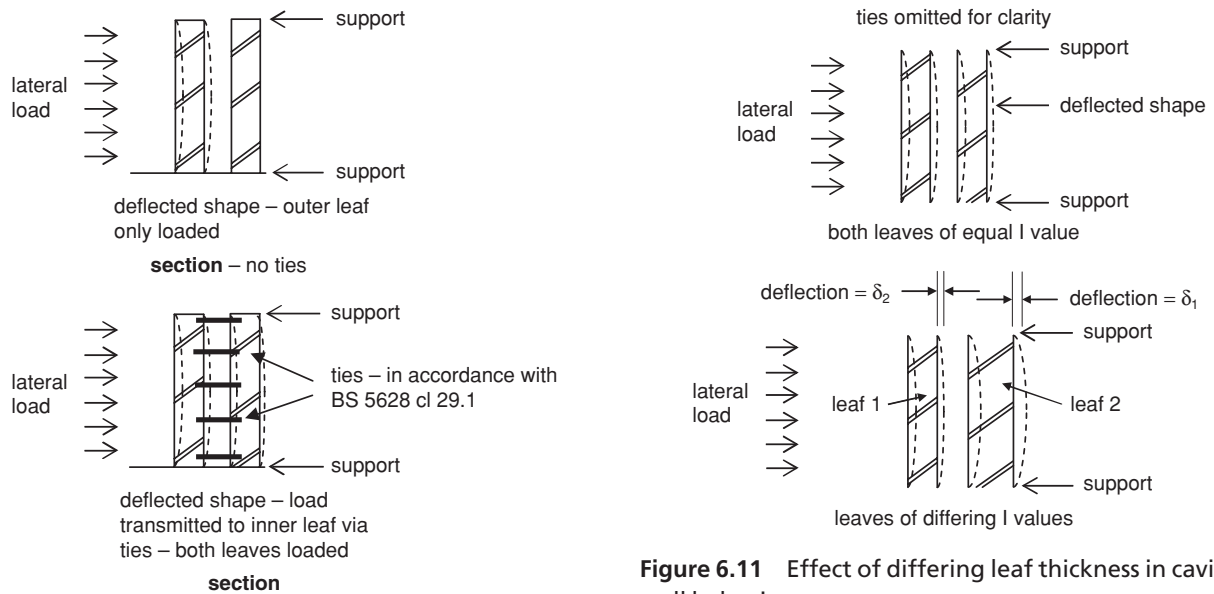 support
lateral
load
support
deflected shape – outer leaf
only loaded
section – no ties
support
lateral
load
ties – in accordance with
BS 5628 cl 29.1
support
deflected shape – load
transmitted to inner leaf via
ties – both leaves loaded
section
ties omitted for clarity
support
lateral
load
deflected shape
support
both leaves of equal I value
deflection = δ₂
deflection = δ₁
support
lateral
load
leaf 1
leaf 2
support
leaves of differing I values
Figure 6.11 Effect of differing leaf thickness in cavi